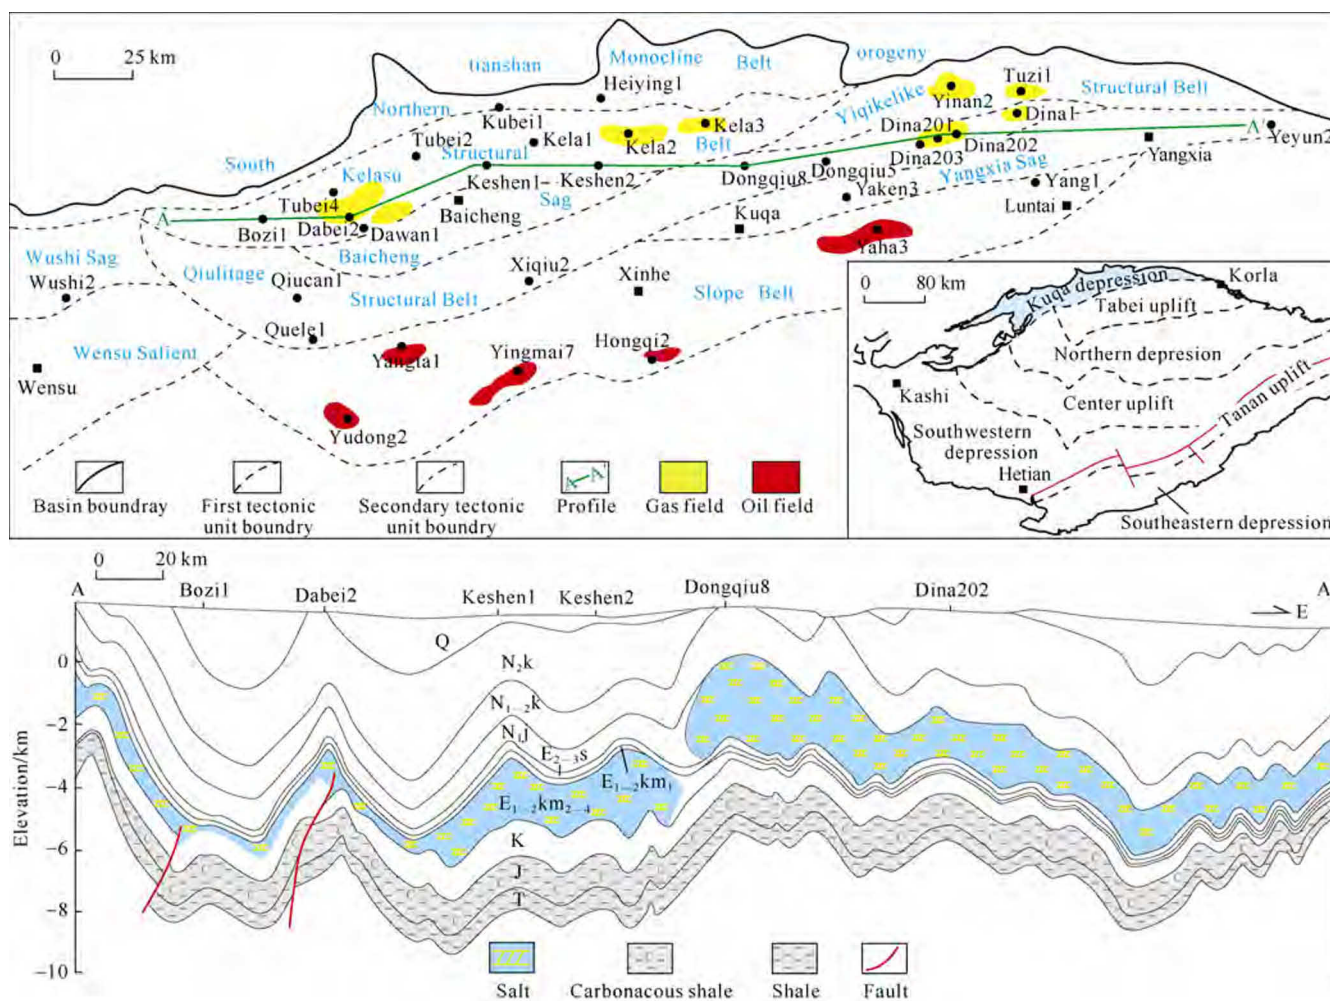 0 25 km
tianshan
Monocline
Belt
orogeny
Heiying1
Northern
Kubei1
Yiqikelike
Yinan2
Tuzi1
Structural Belt
Tubei2
Kela1
Kela2
Kela3
Belt
Dina201
Dina1
Dina202
A'
Yeyun2
South
Structural
Dina203
Yangxia
Kelasu
Keshen1
Keshen2
Dongqiu8
Dongqiu5
Yangxia Sag
Tubei4
Sag
Yaken3
Yang1
A
Bozi1
Dabei2
Dawan1
Baicheng
Kuqa
Luntai
Wushi Sag
Baicheng
Yaha3
Wushi2
Qiulitage
Qiucan1
Xiqiu2
Xinhe
Structural Belt
Slope Belt
Quele1
Wensu Salient
Yangta1
Yingmai7
Hongqi2
Wensu
Yudong2
0 80 km
Kuqa depression
Korla
Tabei uplift
Northern depresion
Kashi
Center uplift
Tanan uplift
Southwestern
depression
Hetian
Southeastern depression
A A'
Basin boundray
First tectonic
unit boundry
Secondary tectonic
unit boundry
Profile
Gas field
Oil field
0 20 km
A
Bozi1
Dabei2
Keshen1
Keshen2
Dongqiu8
Dina202
A
E
Q
0
N₂k
N₁₋₂k
−2
N₁j
E₂₋₃s
E₁₋₂km₁
−4
E₁₋₂km₂₋₄
Elevation/km
K
−6
J
T
−8
−10
Salt
Carbonacous shale
Shale
Fault